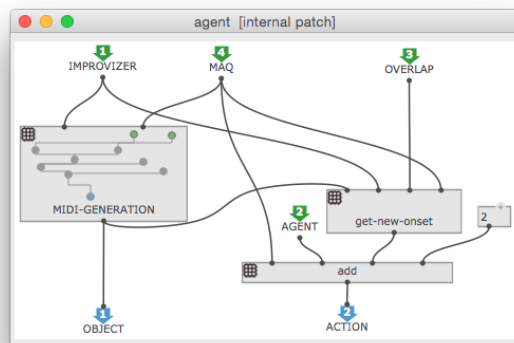 agent [internal patch]
1
4
3
IMPROVIZER
MAQ
OVERLAP
MIDI-GENERATION
2
AGENT
get-new-onset
2
add
1
2
OBJECT
ACTION